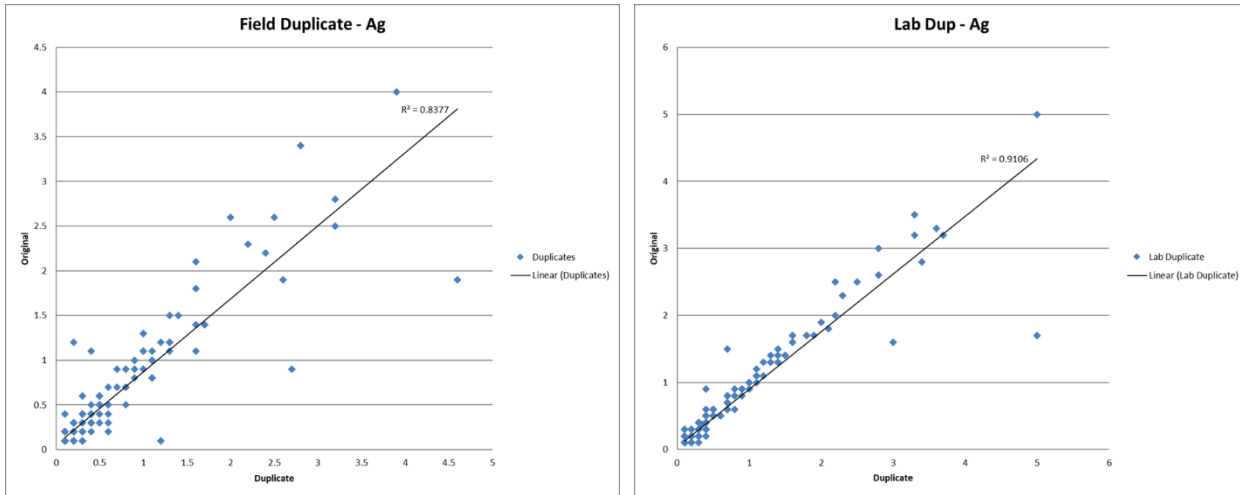 Field Duplicate - Ag
4.5
4
3.5
3
2.5
2
1.5
1
0.5
0
Original
R² = 0.8377
Duplicates
Linear (Duplicates)
0 0.5 1 1.5 2 2.5 3 3.5 4 4.5 5
Duplicate
Lab Dup - Ag
6
5
4
3
2
1
0
Original
R² = 0.9106
Lab Duplicate
Linear (Lab Duplicate)
0 1 2 3 4 5 6
Duplicate